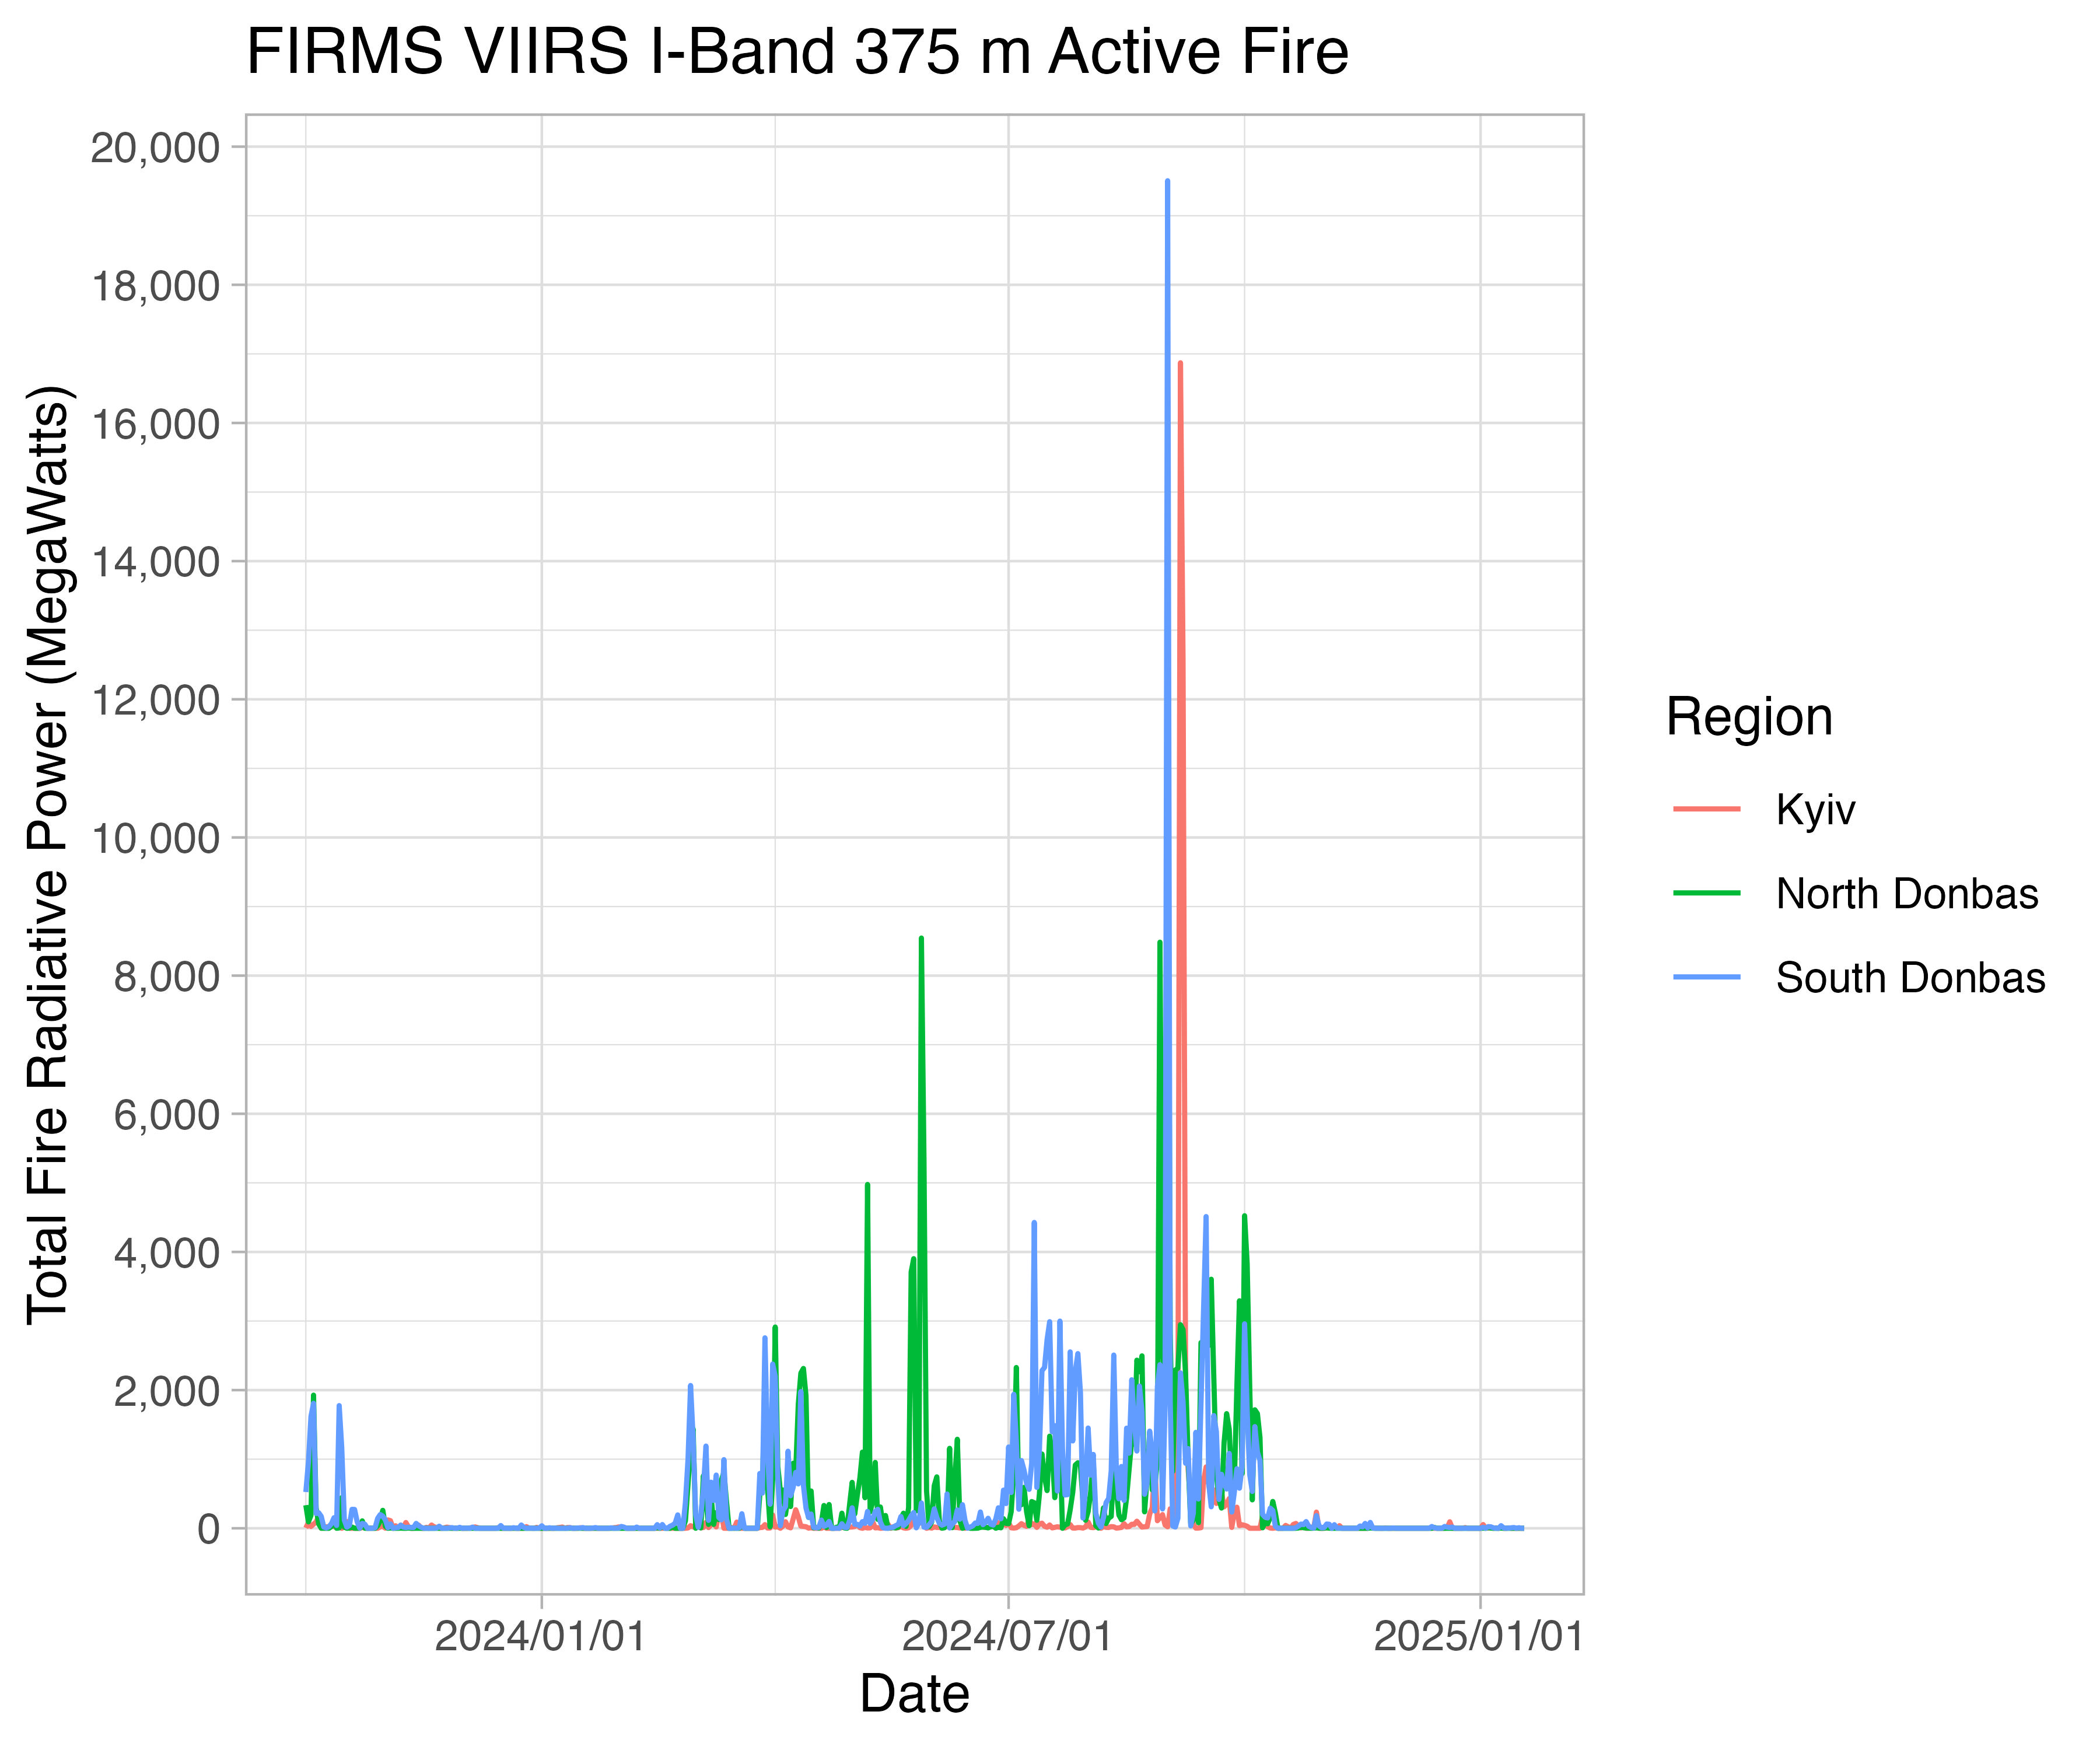 FIRMS VIIRS I-Band 375 m Active Fire
Total Fire Radiative Power (MegaWatts)
20,000
18,000
16,000
14,000
12,000
10,000
8,000
6,000
4,000
2,000
0
2024/01/01
2024/07/01
2025/01/01
Date
Region
Kyiv
North Donbas
South Donbas